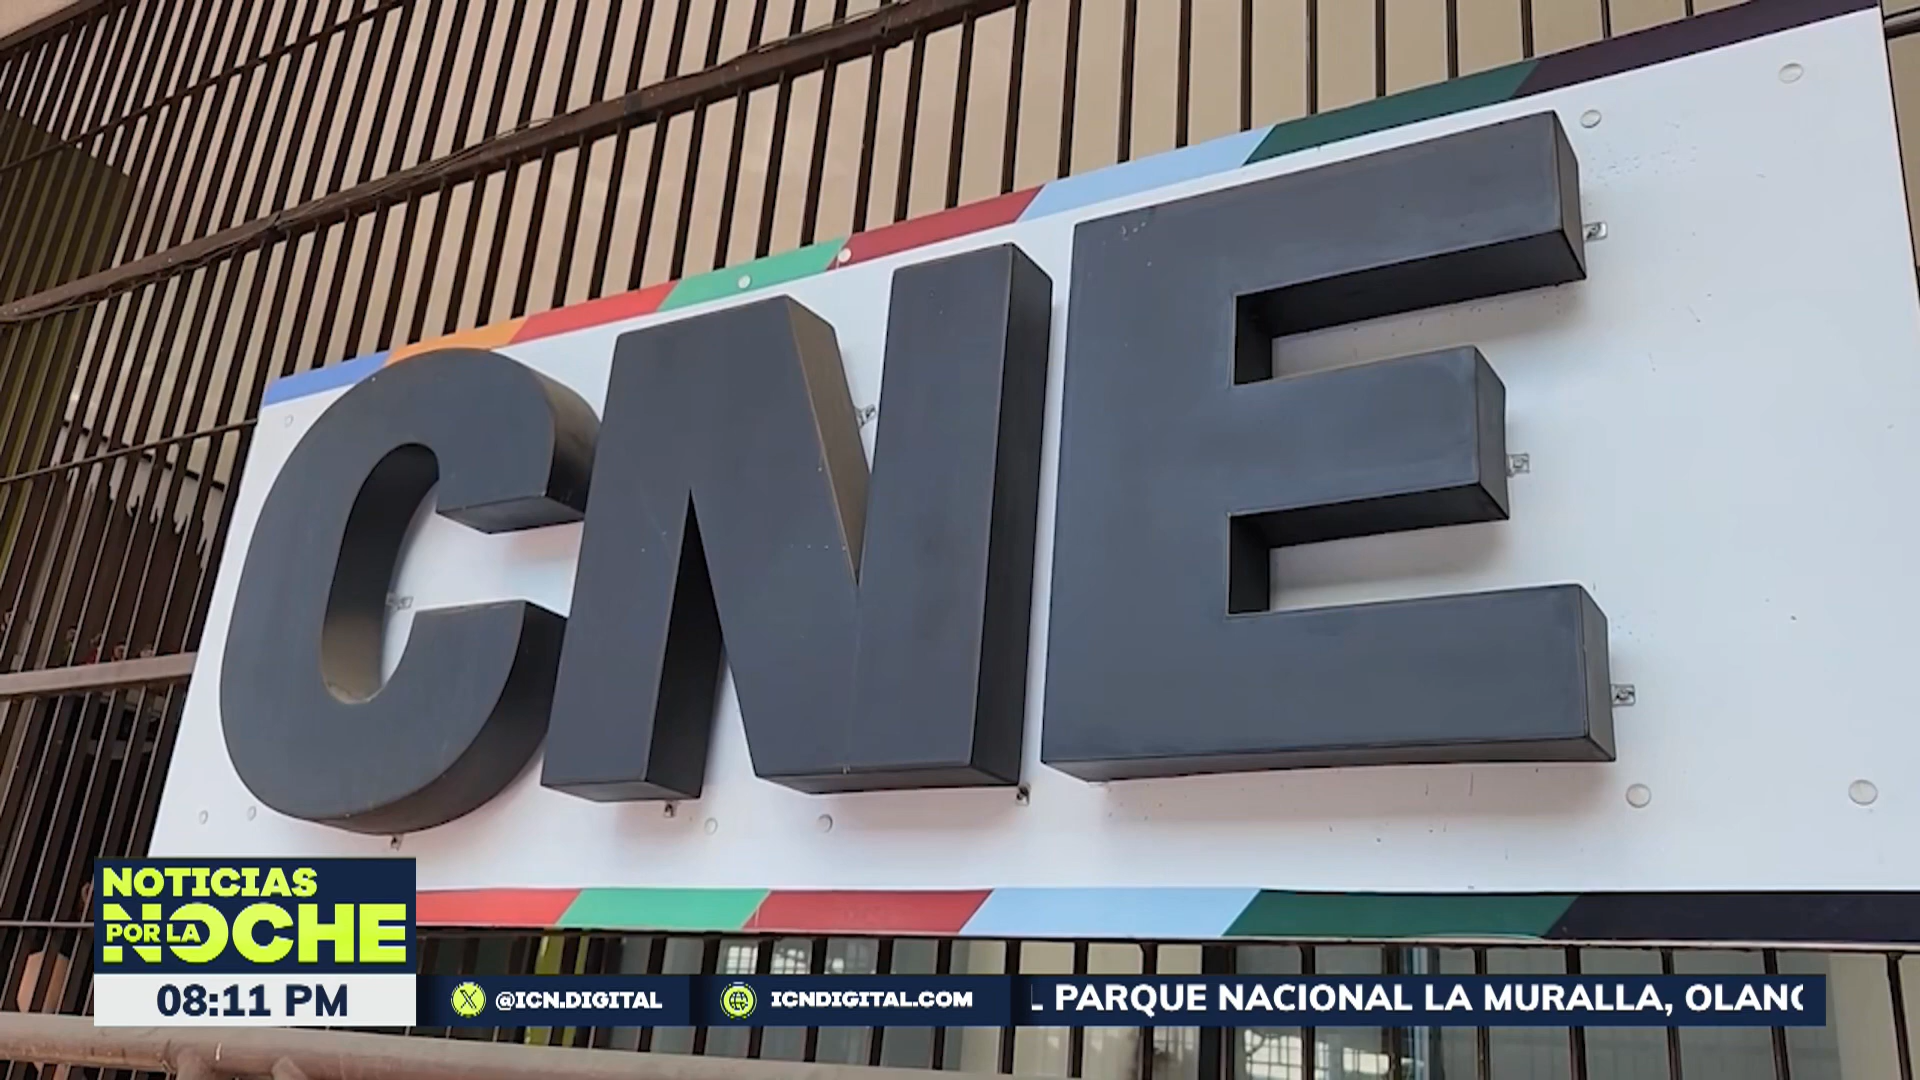 CNE
NOTICIAS
POR LA
NOCHE
08:11 PM
@ICN.DIGITAL
ICNDIGITAL.COM
PARQUE NACIONAL LA MURALLA,